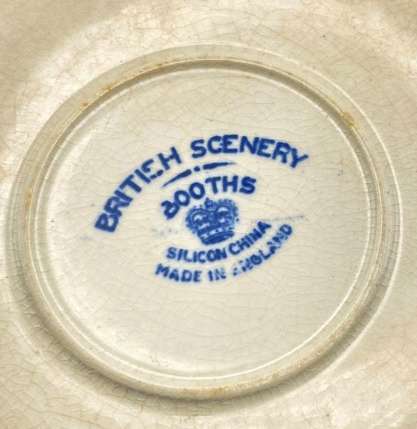 BRITISH SCENERY
BOOTHS
SILICON CHINA
MADE IN ENGLAND